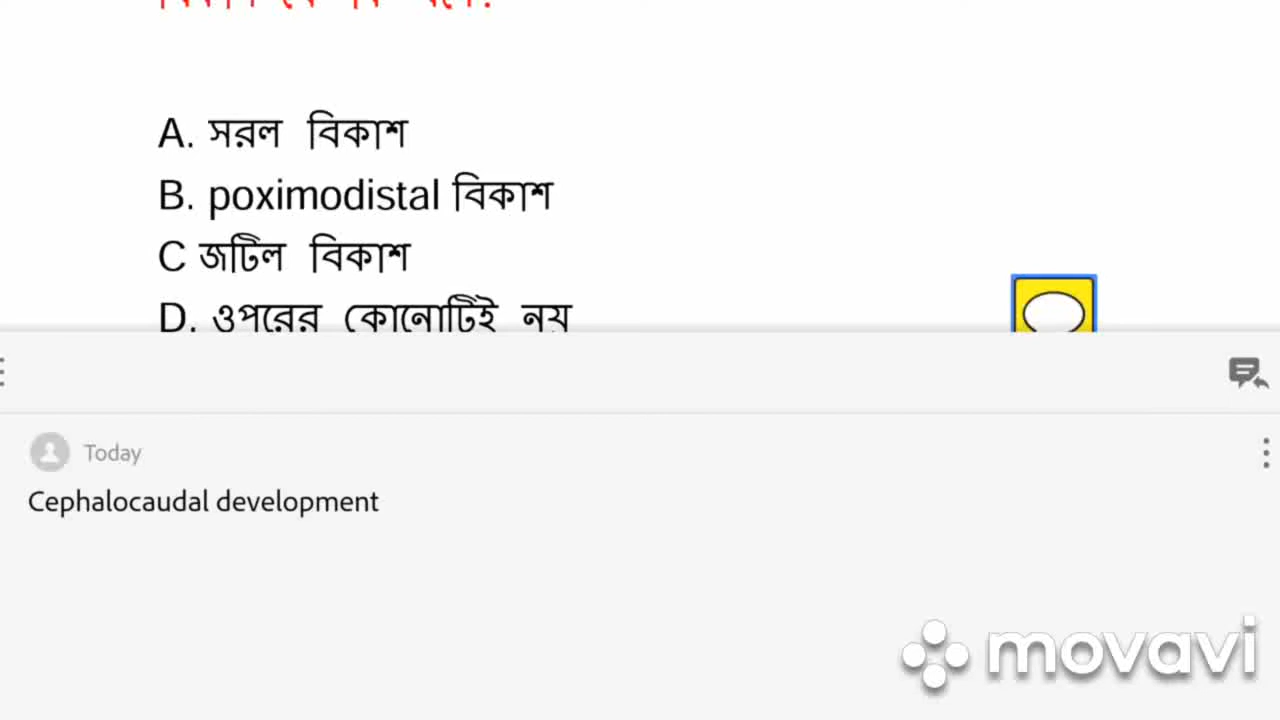 A. সরল বিকাশ
B. poximodistal বিকাশ
C জটিল বিকাশ
D. ওপরের কোনোটিই নয়
Today
Cephalocaudal development
movavi